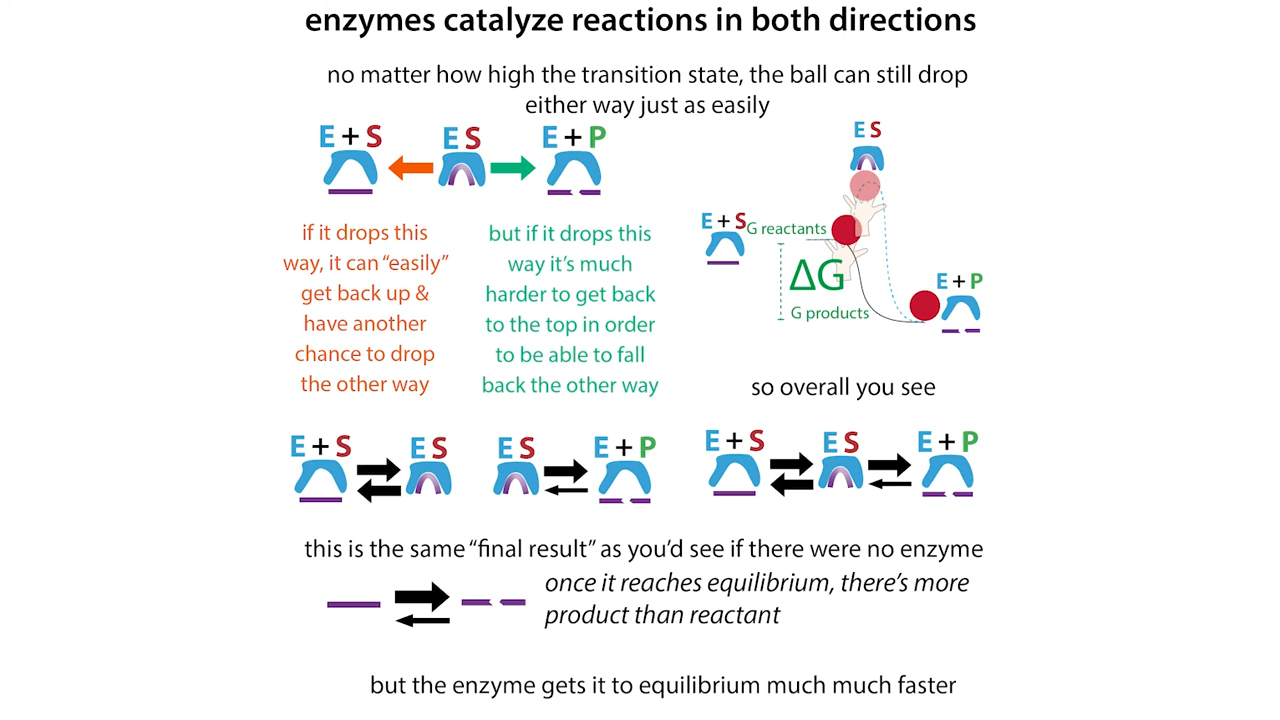 enzymes catalyze reactions in both directions
no matter how high the transition state, the ball can still drop
either way just as easily
E + S
E S
E + P
if it drops this
way, it can “easily”
get back up &
have another
chance to drop
the other way
but if it drops this
way it’s much
harder to get back
to the top in order
to be able to fall
back the other way
E S
E + S
G reactants
ΔG
G products
E + P
so overall you see
E + S
E S
E S
E + P
E + S
E S
E + P
this is the same “final result” as you’d see if there were no enzyme
once it reaches equilibrium, there’s more
product than reactant
but the enzyme gets it to equilibrium much much faster